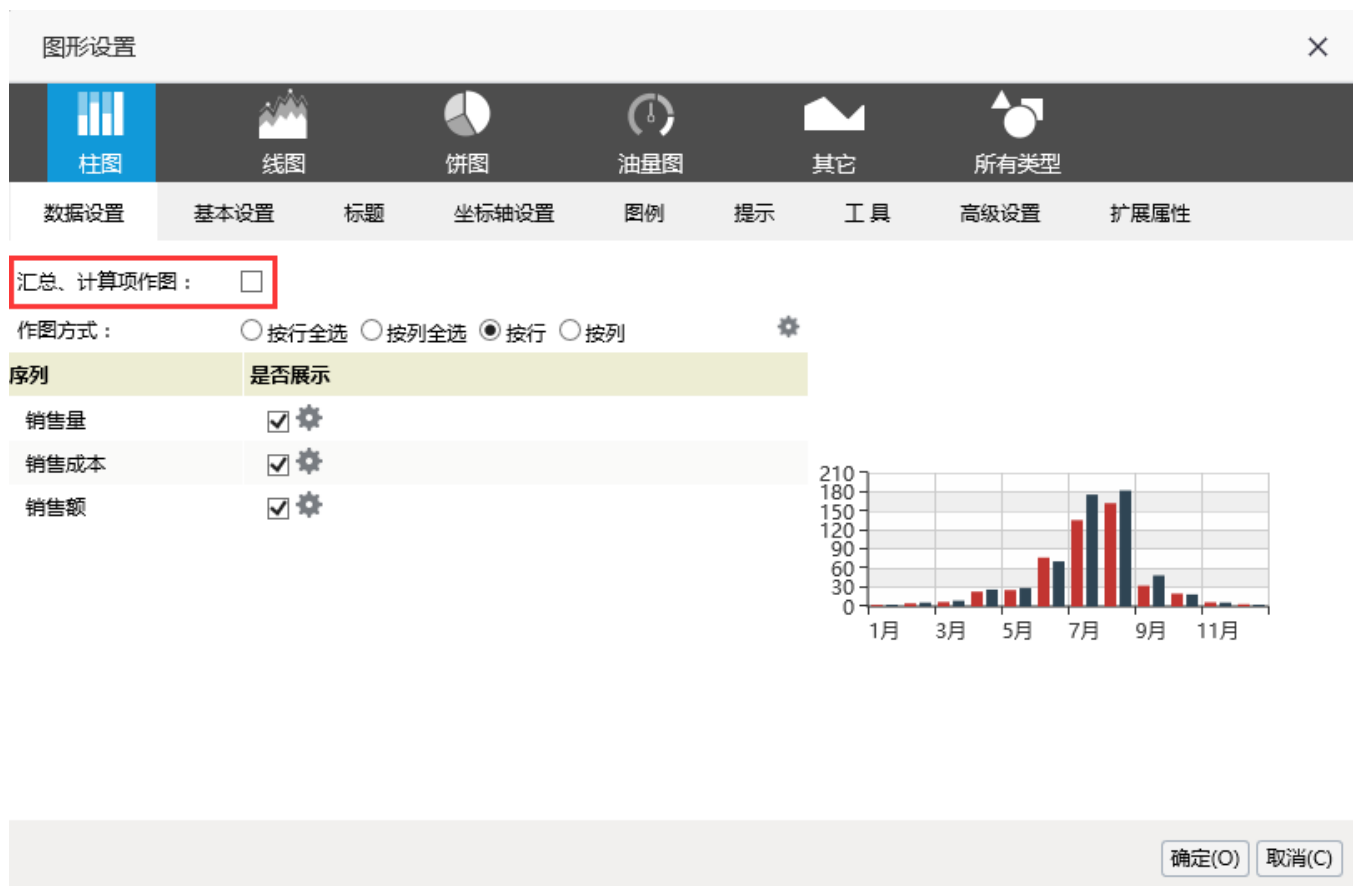 图形设置
柱图 线图 饼图 油量图 其它 所有类型
数据设置 基本设置 标题 坐标轴设置 图例 提示 工具 高级设置 扩展属性
汇总、计算项作图：
作图方式： 按行全选 按列全选 按行 按列
序列 是否展示
销售量
销售成本
销售额
210
180
150
120
90
60
30
0
1月 3月 5月 7月 9月 11月
确定(O) 取消(C)